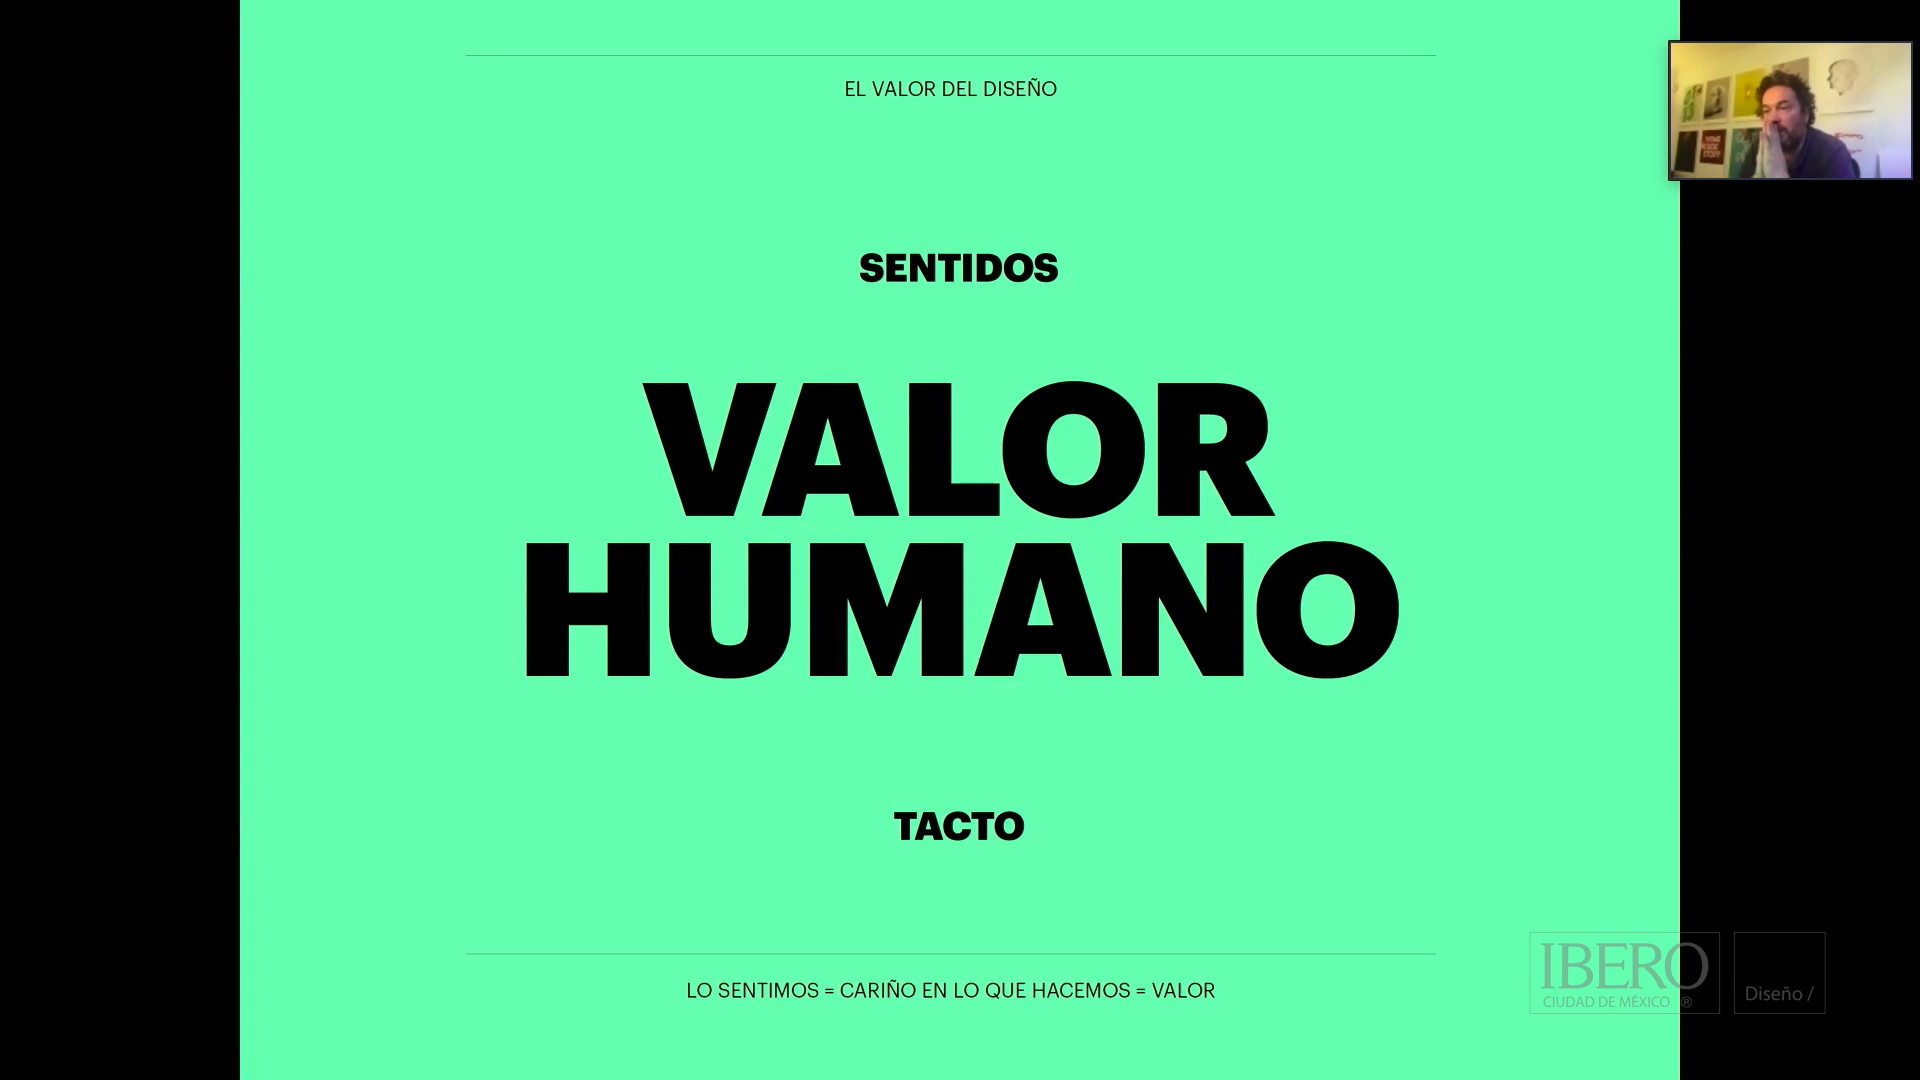 EL VALOR DEL DISEÑO
SENTIDOS
VALOR
HUMANO
TACTO
LO SENTIMOS = CARIÑO EN LO QUE HACEMOS = VALOR
IBERO
CIUDAD DE MÉXICO ®
Diseño /